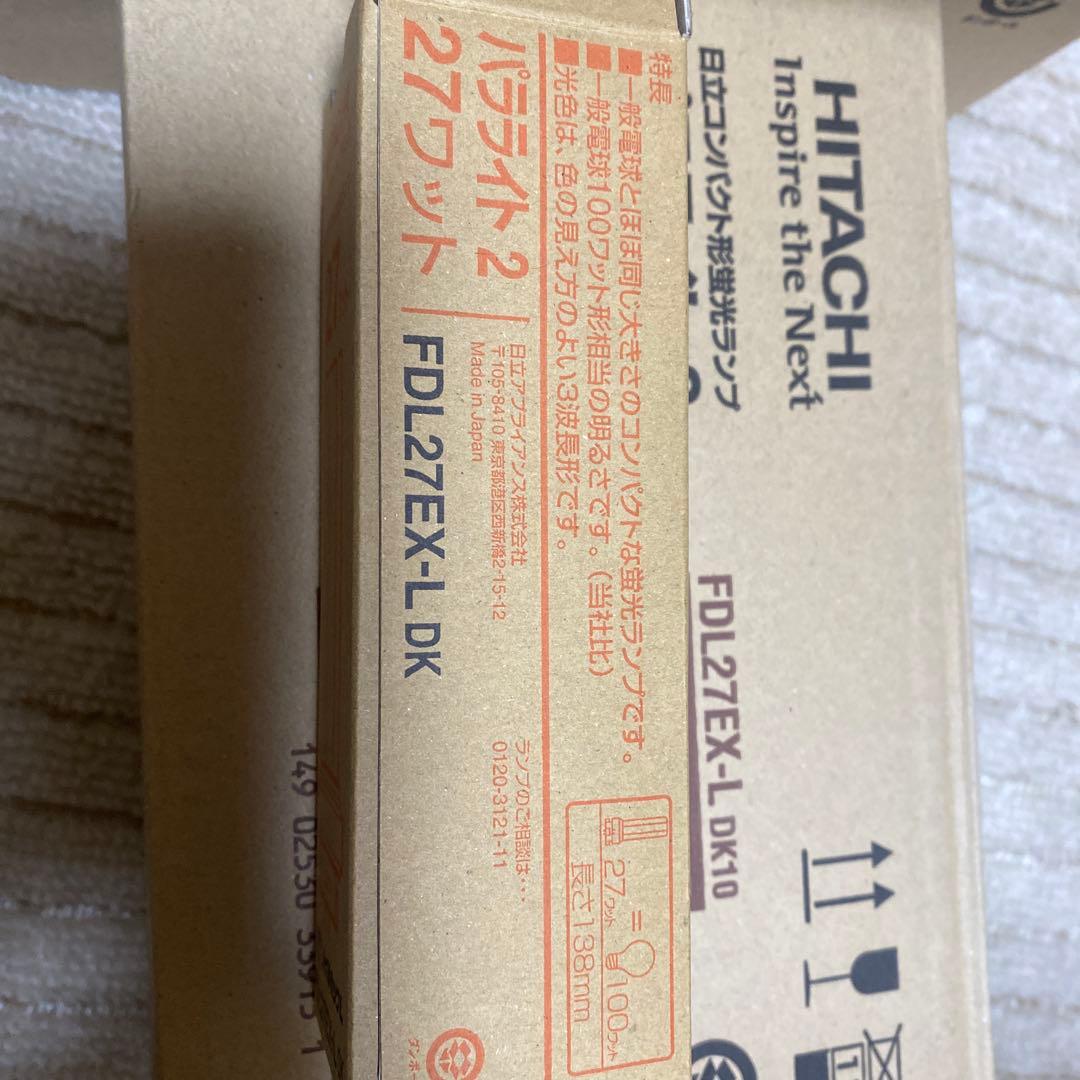 特長
■一般電球とほぼ同じ大きさのコンパクトな蛍光ランプです。
■一般電球100ワット形相当の明るさです。(当社比)
■光色は、色の見え方のよい3波長形です。
27ワット = 100ワット
長さ138mm
パラライト2
27ワット
日立アプライアンス株式会社
〒105-8410 東京都港区西新橋2-15-12
Made in Japan
ランプのご相談は…
0120-3121-11
FDL27EX-L DK
ダンボー
HITACHI
Inspire the Next
日立コンパクト形蛍光ランプ
FDL27EX-L DK10